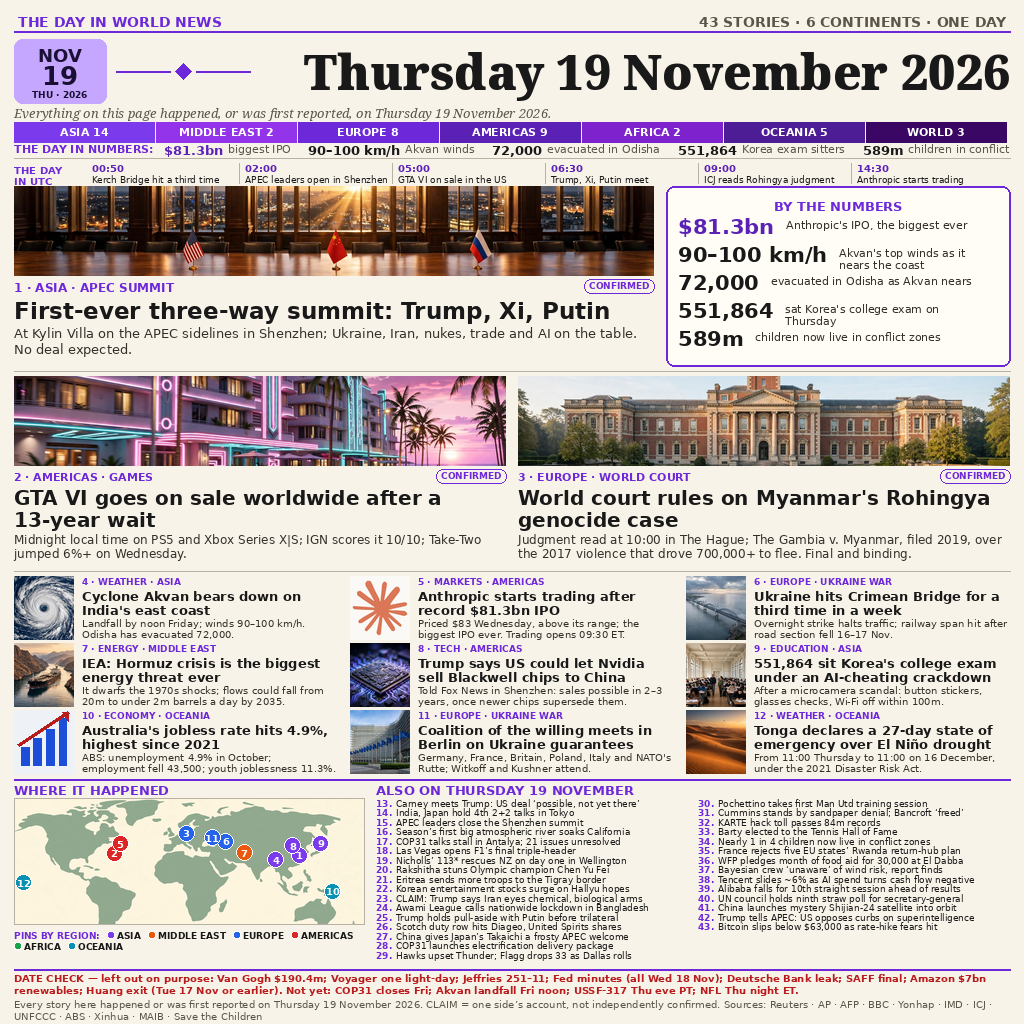 THE DAY IN WORLD NEWS
43 STORIES · 6 CONTINENTS · ONE DAY
NOV
19
THU · 2026
Thursday 19 November 2026
Everything on this page happened, or was first reported, on Thursday 19 November 2026.
ASIA 14
MIDDLE EAST 2
EUROPE 8
AMERICAS 9
AFRICA 2
OCEANIA 5
WORLD 3
THE DAY IN NUMBERS: $81.3bn biggest IPO 90–100 km/h Akvan winds 72,000 evacuated in Odisha 551,864 Korea exam sitters 589m children in conflict
THE DAY
IN UTC
00:50
Kerch Bridge hit a third time
02:00
APEC leaders open in Shenzhen
05:00
GTA VI on sale in the US
06:30
Trump, Xi, Putin meet
09:00
ICJ reads Rohingya judgment
14:30
Anthropic starts trading
1 · ASIA · APEC SUMMIT
CONFIRMED
First-ever three-way summit: Trump, Xi, Putin
At Kylin Villa on the APEC sidelines in Shenzhen; Ukraine, Iran, nukes, trade and AI on the table.
No deal expected.
BY THE NUMBERS
$81.3bn Anthropic's IPO, the biggest ever
90–100 km/h Akvan's top winds as it
nears the coast
72,000 evacuated in Odisha as Akvan nears
551,864 sat Korea's college exam on
Thursday
589m children now live in conflict zones
2 · AMERICAS · GAMES
CONFIRMED
GTA VI goes on sale worldwide after a
13-year wait
Midnight local time on PS5 and Xbox Series X|S; IGN scores it 10/10; Take-Two
jumped 6%+ on Wednesday.
3 · EUROPE · WORLD COURT
CONFIRMED
World court rules on Myanmar's Rohingya
genocide case
Judgment read at 10:00 in The Hague; The Gambia v. Myanmar, filed 2019, over
the 2017 violence that drove 700,000+ to flee. Final and binding.
4 · WEATHER · ASIA
Cyclone Akvan bears down on
India's east coast
Landfall by noon Friday; winds 90–100 km/h.
Odisha has evacuated 72,000.
5 · MARKETS · AMERICAS
Anthropic starts trading after
record $81.3bn IPO
Priced $83 Wednesday, above its range; the
biggest IPO ever. Trading opens 09:30 ET.
6 · EUROPE · UKRAINE WAR
Ukraine hits Crimean Bridge for a
third time in a week
Overnight strike halts traffic; railway span hit after
road section fell 16–17 Nov.
7 · ENERGY · MIDDLE EAST
IEA: Hormuz crisis is the biggest
energy threat ever
It dwarfs the 1970s shocks; flows could fall from
20m to under 2m barrels a day by 2035.
8 · TECH · AMERICAS
Trump says US could let Nvidia
sell Blackwell chips to China
Told Fox News in Shenzhen: sales possible in 2–3
years, once newer chips supersede them.
9 · EDUCATION · ASIA
551,864 sit Korea's college exam
under an AI-cheating crackdown
After a microcamera scandal: button stickers,
glasses checks, Wi-Fi off within 100m.
10 · ECONOMY · OCEANIA
Australia's jobless rate hits 4.9%,
highest since 2021
ABS: unemployment 4.9% in October;
employment fell 43,500; youth joblessness 11.3%.
11 · EUROPE · UKRAINE WAR
Coalition of the willing meets in
Berlin on Ukraine guarantees
Germany, France, Britain, Poland, Italy and NATO's
Rutte; Witkoff and Kushner attend.
12 · WEATHER · OCEANIA
Tonga declares a 27-day state of
emergency over El Niño drought
From 11:00 Thursday to 11:00 on 16 December,
under the 2021 Disaster Risk Act.
WHERE IT HAPPENED
5
2
3
11
6
7
4
8
1
9
12
10
PINS BY REGION: ASIA MIDDLE EAST EUROPE AMERICAS
AFRICA OCEANIA
ALSO ON THURSDAY 19 NOVEMBER
13. Carney meets Trump: US deal ‘possible, not yet there’
14. India, Japan hold 4th 2+2 talks in Tokyo
15. APEC leaders close the Shenzhen summit
16. Season’s first big atmospheric river soaks California
17. COP31 talks stall in Antalya; 21 issues unresolved
18. Las Vegas opens F1’s final triple-header
19. Nicholls’ 113* rescues NZ on day one in Wellington
20. Rakshitha stuns Olympic champion Chen Yu Fei
21. Eritrea sends more troops to the Tigray border
22. Korean entertainment stocks surge on Hallyu hopes
23. CLAIM: Trump says Iran eyes chemical, biological arms
24. Awami League calls nationwide lockdown in Bangladesh
25. Trump holds pull-aside with Putin before trilateral
26. Scotch duty row hits Diageo, United Spirits shares
27. China gives Japan’s Takaichi a frosty APEC welcome
28. COP31 launches electrification delivery package
29. Hawks upset Thunder; Flagg drops 33 as Dallas rolls
30. Pochettino takes first Man Utd training session
31. Cummins stands by sandpaper denial; Bancroft ‘freed’
32. KARTE hack toll passes 84m records
33. Barty elected to the Tennis Hall of Fame
34. Nearly 1 in 4 children now live in conflict zones
35. France rejects five EU states’ Rwanda return-hub plan
36. WFP pledges month of food aid for 30,000 at El Dabba
37. Bayesian crew ‘unaware’ of wind risk, report finds
38. Tencent slides ~6% as AI spend turns cash flow negative
39. Alibaba falls for 10th straight session ahead of results
40. UN council holds ninth straw poll for secretary-general
41. China launches mystery Shijian-24 satellite into orbit
42. Trump tells APEC: US opposes curbs on superintelligence
43. Bitcoin slips below $63,000 as rate-hike fears hit
DATE CHECK — left out on purpose: Van Gogh $190.4m; Voyager one light-day; Jeffries 251–11; Fed minutes (all Wed 18 Nov); Deutsche Bank leak; SAFF final; Amazon $7bn
renewables; Huang exit (Tue 17 Nov or earlier). Not yet: COP31 closes Fri; Akvan landfall Fri noon; USSF-317 Thu eve PT; NFL Thu night ET.
Every story here happened or was first reported on Thursday 19 November 2026. CLAIM = one side’s account, not independently confirmed. Sources: Reuters · AP · AFP · BBC · Yonhap · IMD · ICJ ·
UNFCCC · ABS · Xinhua · MAIB · Save the Children